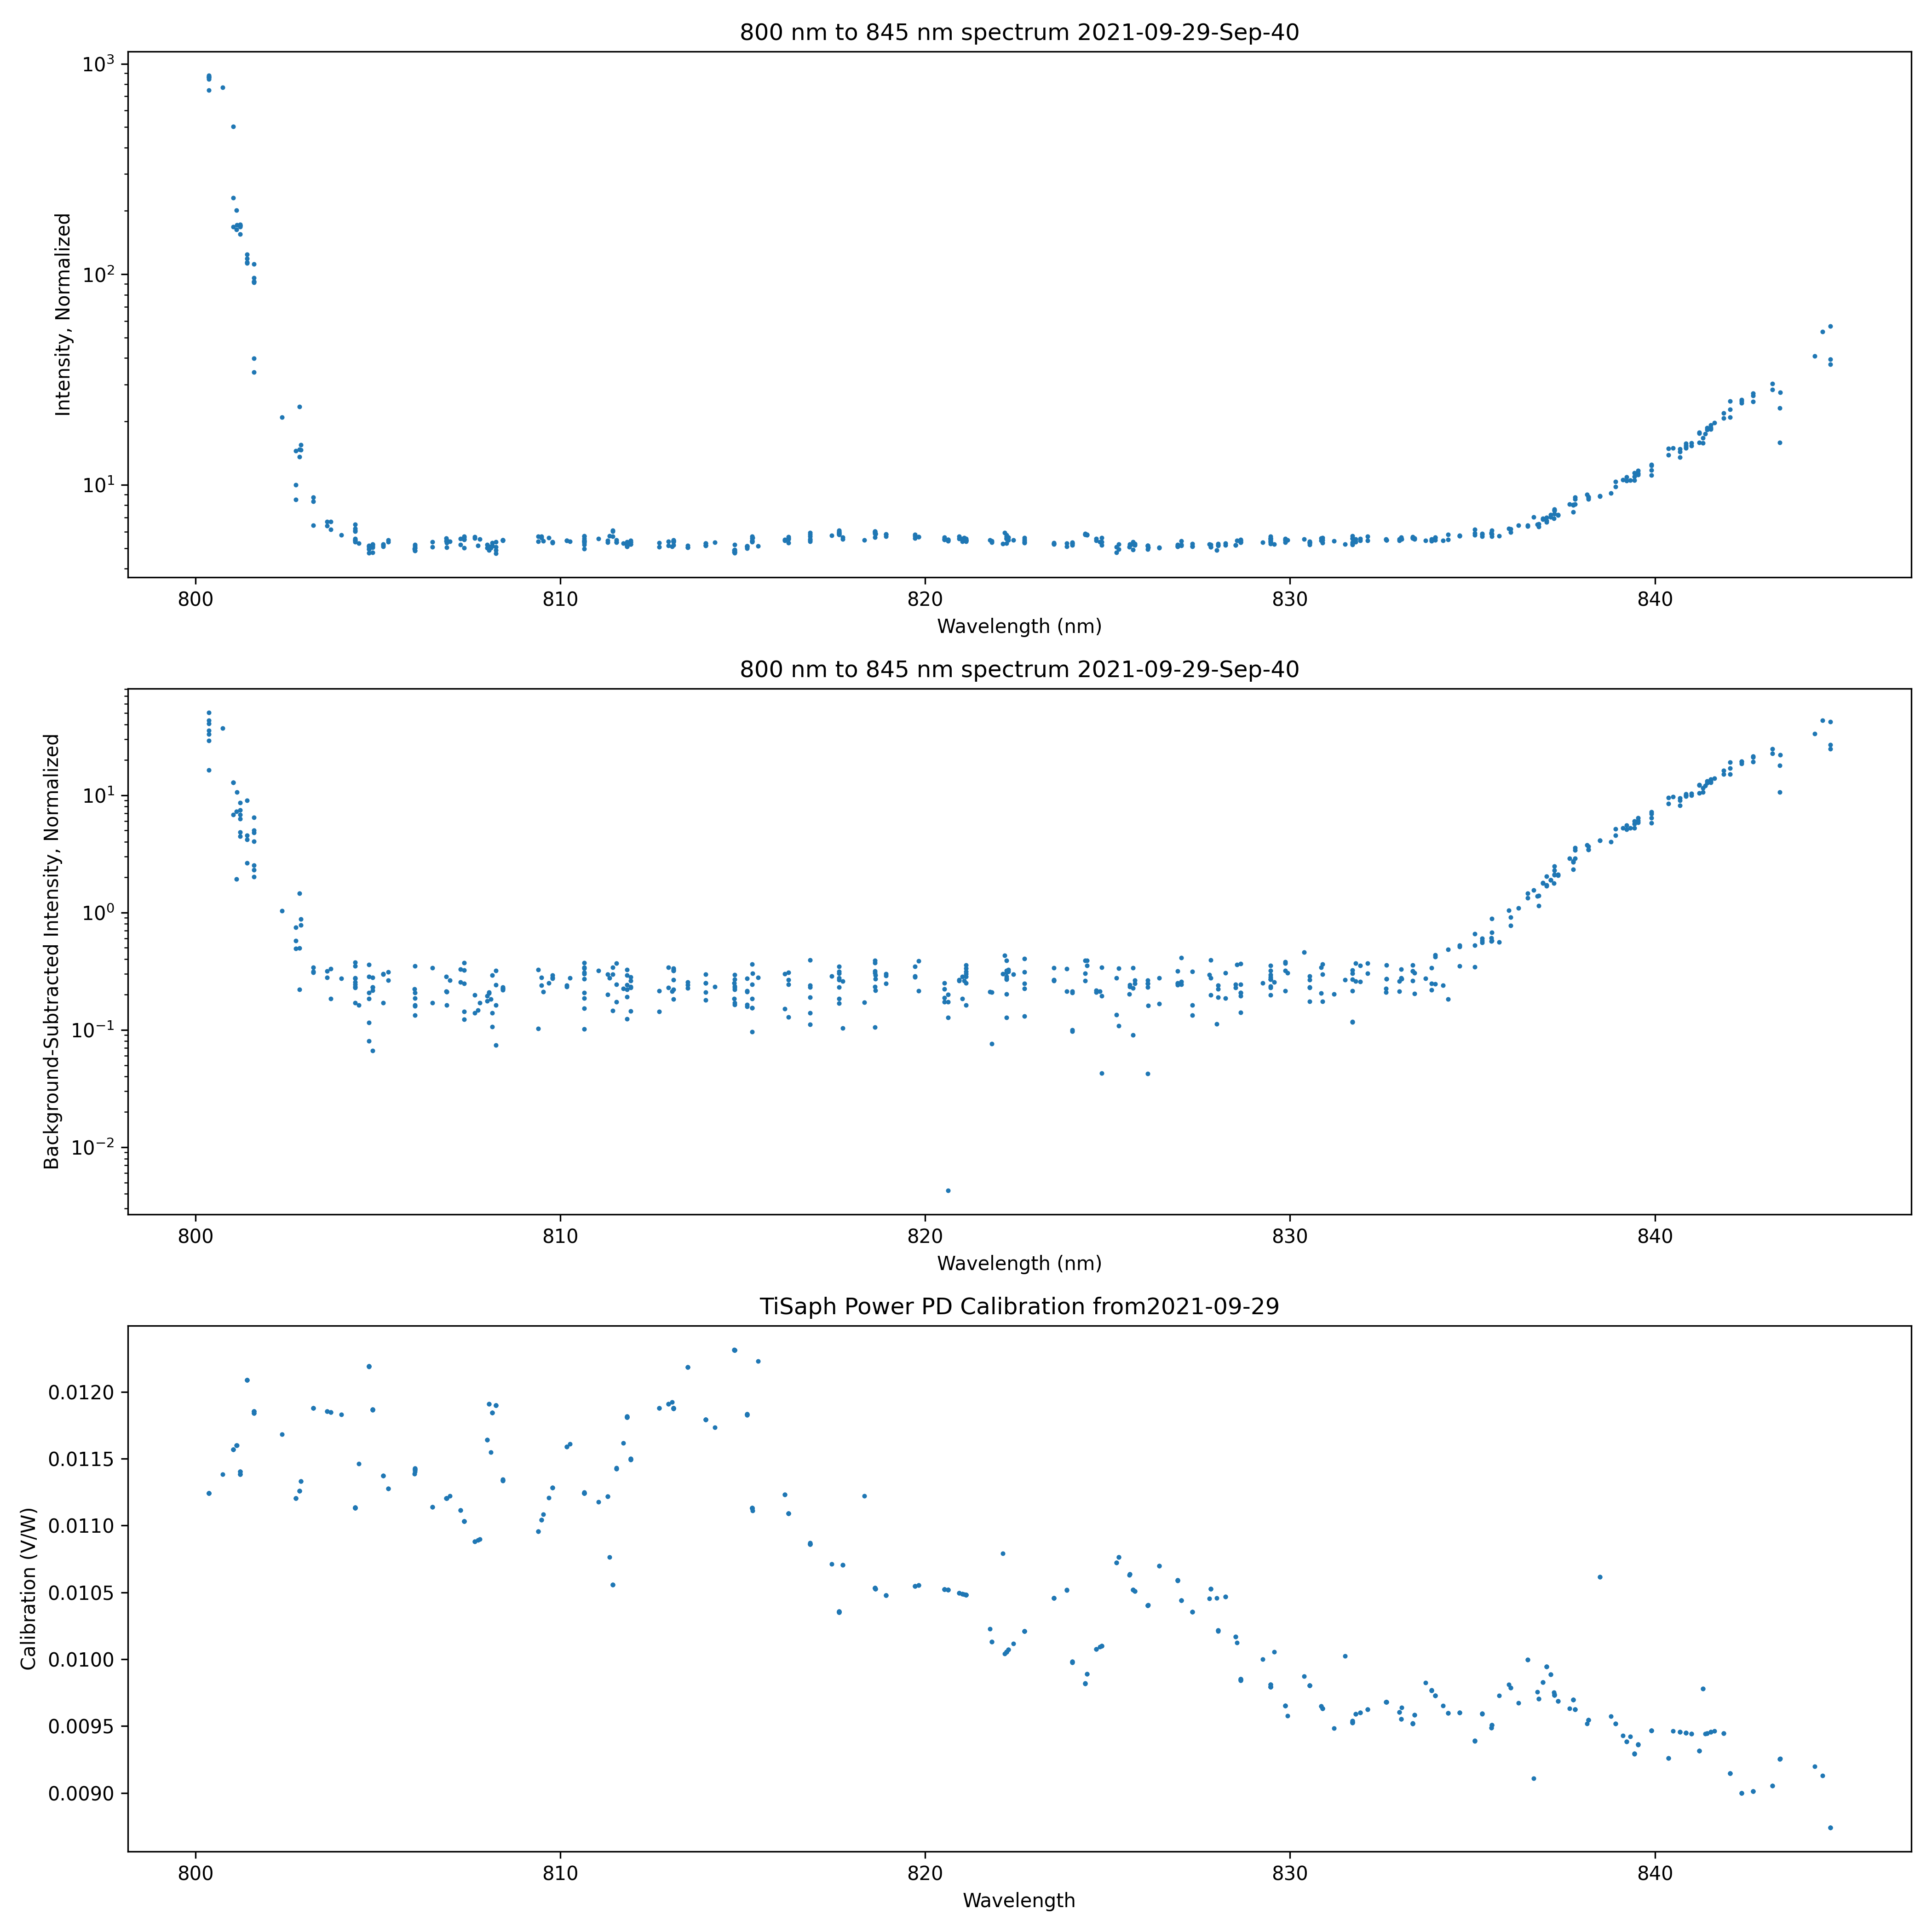 800 nm to 845 nm spectrum 2021-09-29-Sep-40
10³
10²
10¹
Intensity, Normalized
800 810 820 830 840
Wavelength (nm)
800 nm to 845 nm spectrum 2021-09-29-Sep-40
10¹
10⁰
10⁻¹
10⁻²
Background-Subtracted Intensity, Normalized
800 810 820 830 840
Wavelength (nm)
TiSaph Power PD Calibration from2021-09-29
0.0120
0.0115
0.0110
0.0105
0.0100
0.0095
0.0090
Calibration (V/W)
800 810 820 830 840
Wavelength